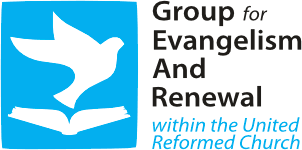 Group for
Evangelism
And
Renewal
within the United
Reformed Church